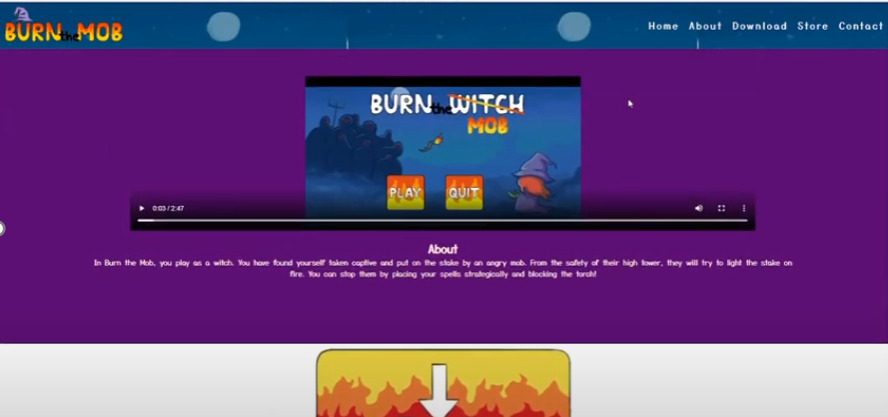 BURN the MOB
Home About Download Store Contact
BURN the WITCH
MOB
PLAY QUIT
0:03 / 2:47
About
In Burn the Mob, you play as a witch. You have found yourself taken captive and put on the stake by an angry mob. From the safety of their high tower, they will try to light the stake on
fire. You can stop them by placing your spells strategically and blocking the torch!